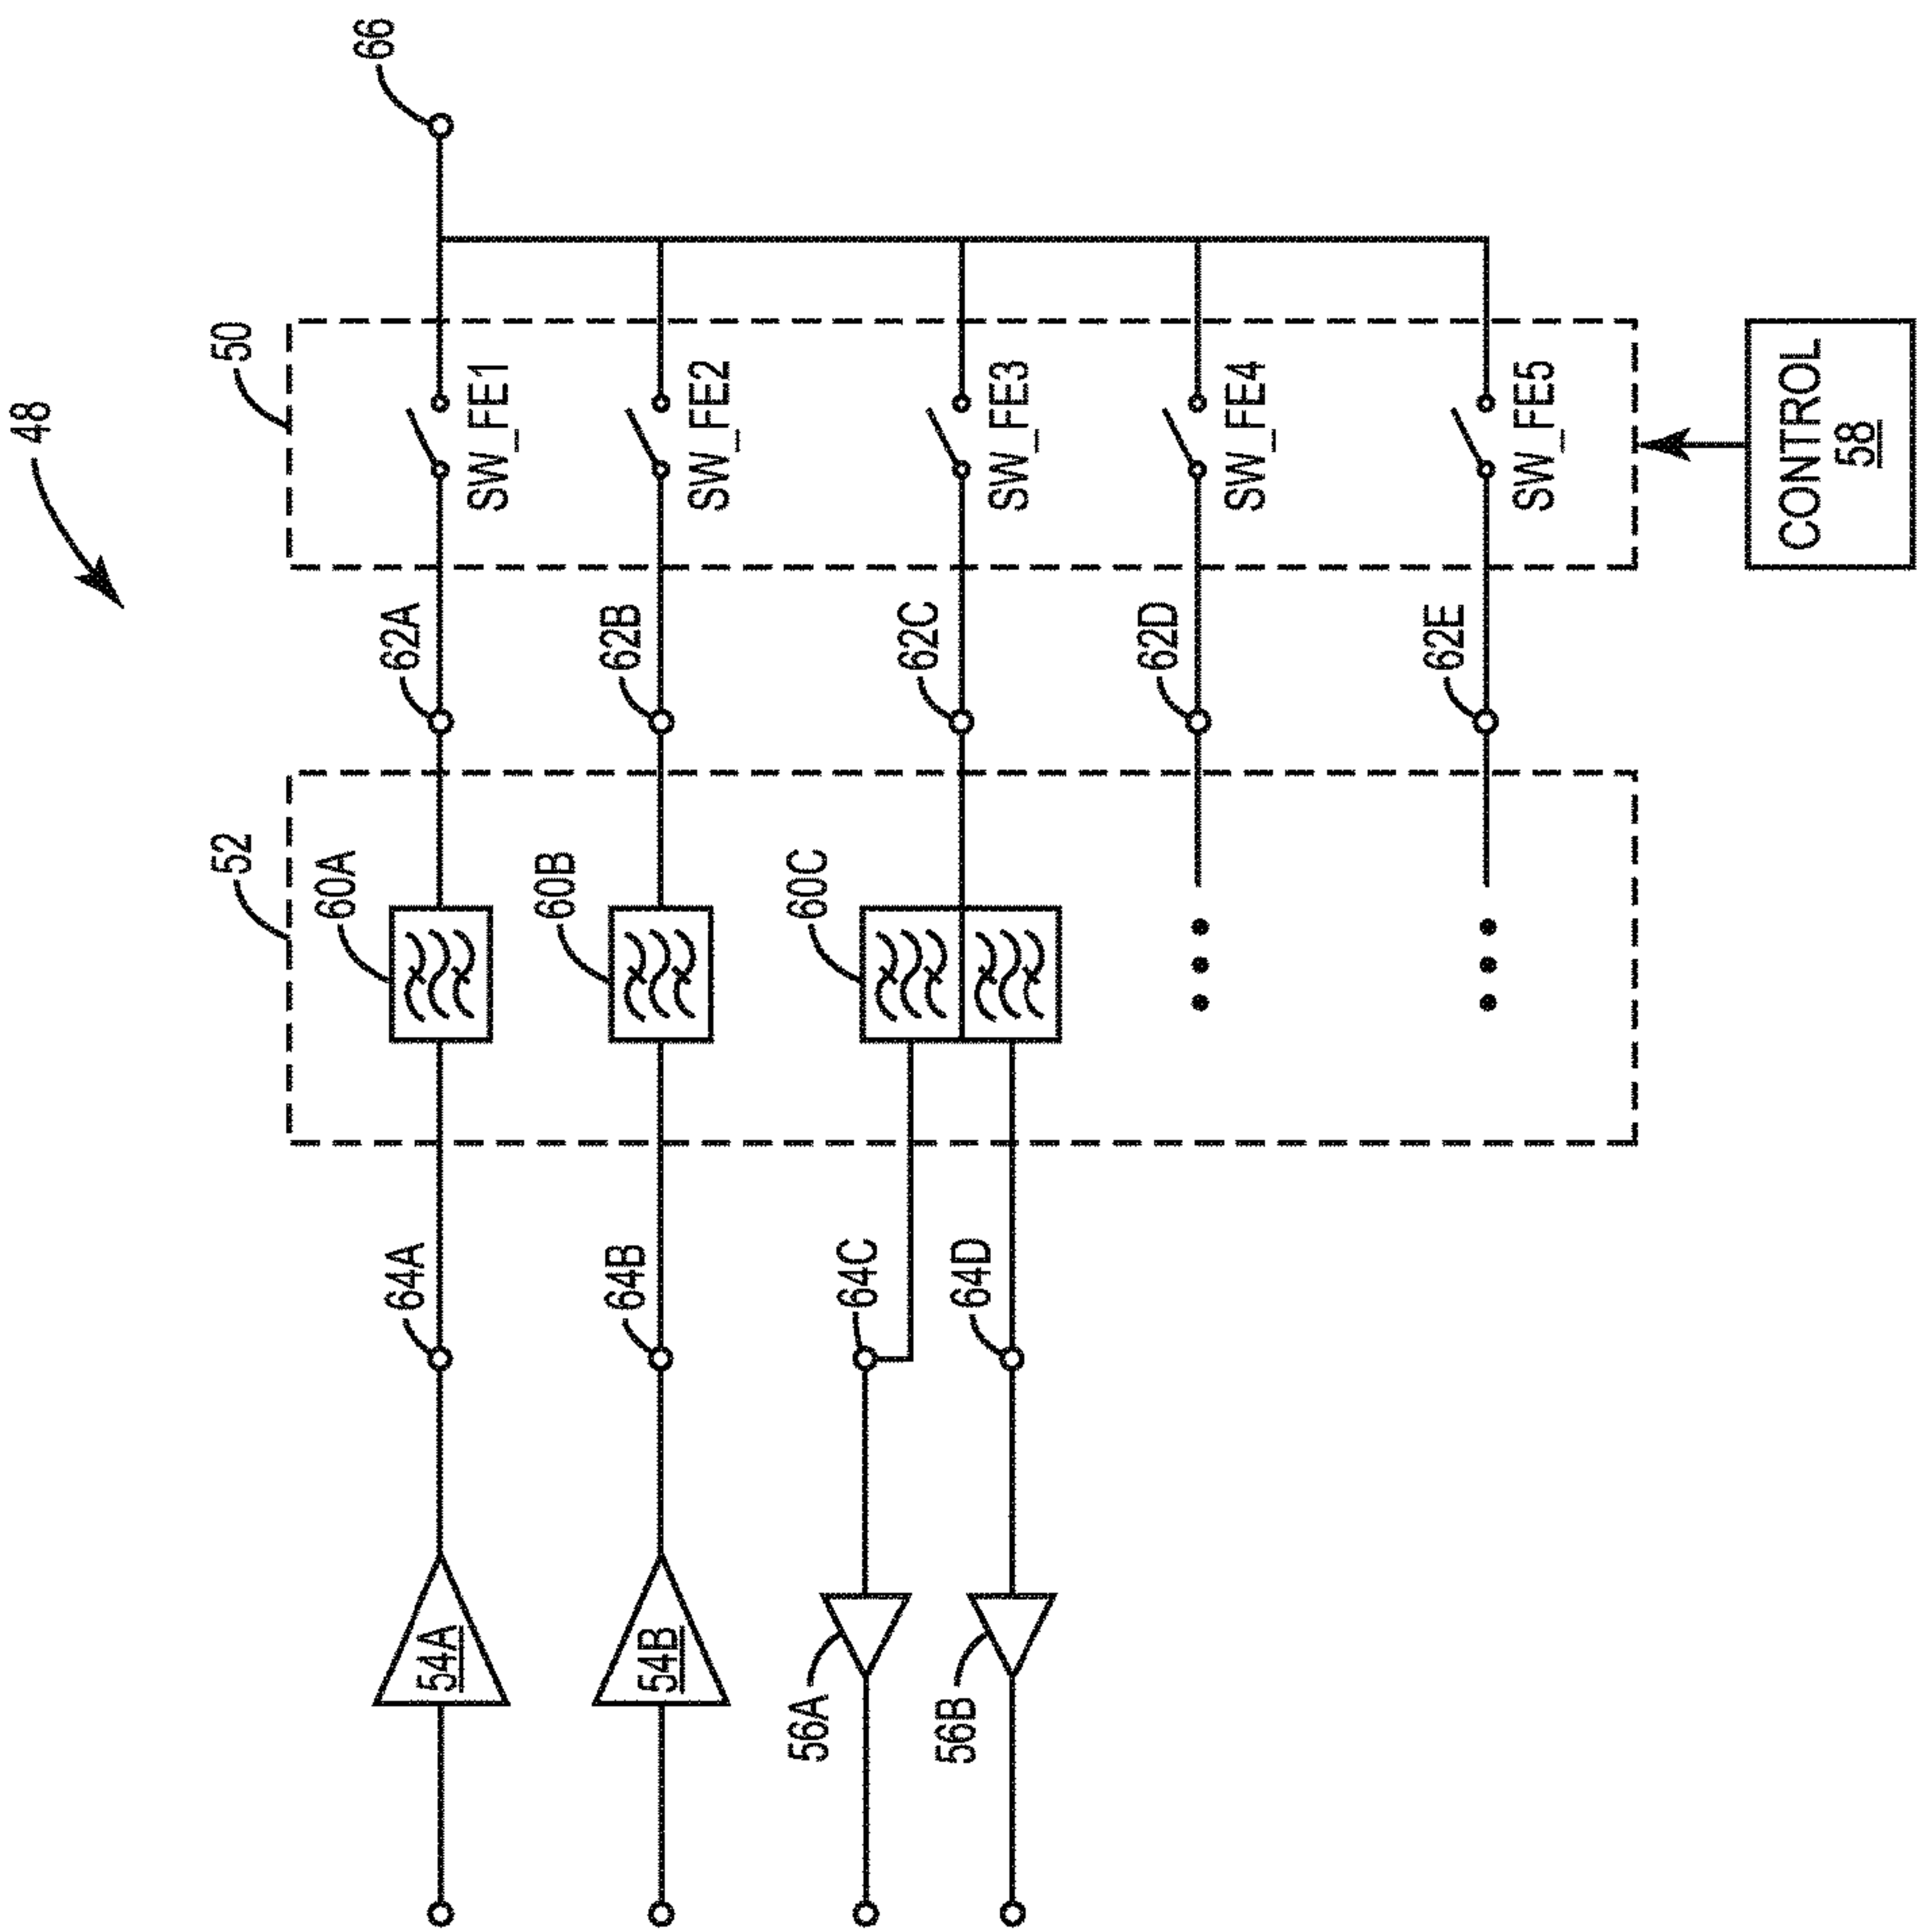 48
66
50
52
62A
62B
62C
62D
62E
SW_FE1
SW_FE2
SW_FE3
SW_FE4
SW_FE5
CONTROL
58
60A
60B
60C
64A
64B
64C
64D
54A
54B
56A
56B